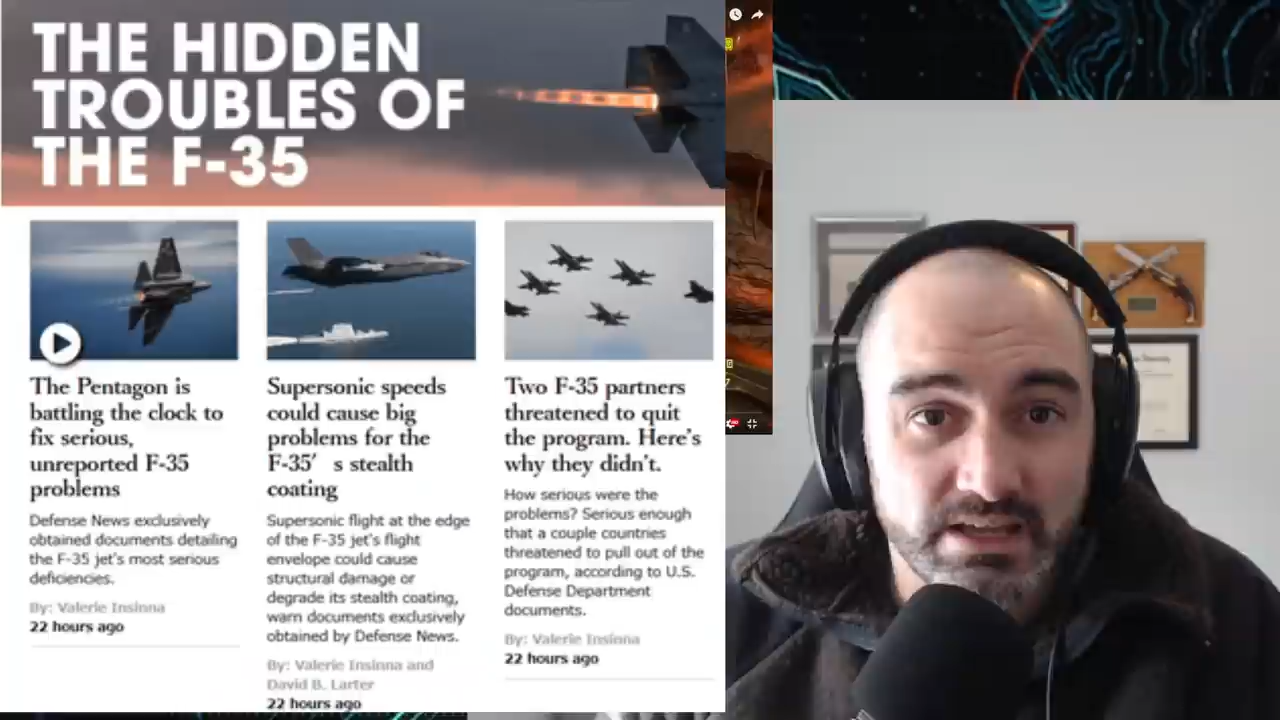 THE HIDDEN
TROUBLES OF
THE F-35
The Pentagon is
battling the clock to
fix serious,
unreported F-35
problems
Defense News exclusively
obtained documents detailing
the F-35 jet's most serious
deficiencies.
By: Valerie Insinna
22 hours ago
Supersonic speeds
could cause big
problems for the
F-35′ s stealth
coating
Supersonic flight at the edge
of the F-35 jet's flight
envelope could cause
structural damage or
degrade its stealth coating,
warn documents exclusively
obtained by Defense News.
By: Valerie Insinna and
David B. Larter
22 hours ago
Two F-35 partners
threatened to quit
the program. Here's
why they didn't.
How serious were the
problems? Serious enough
that a couple countries
threatened to pull out of the
program, according to U.S.
Defense Department
documents.
By: Valerie Insinna
22 hours ago